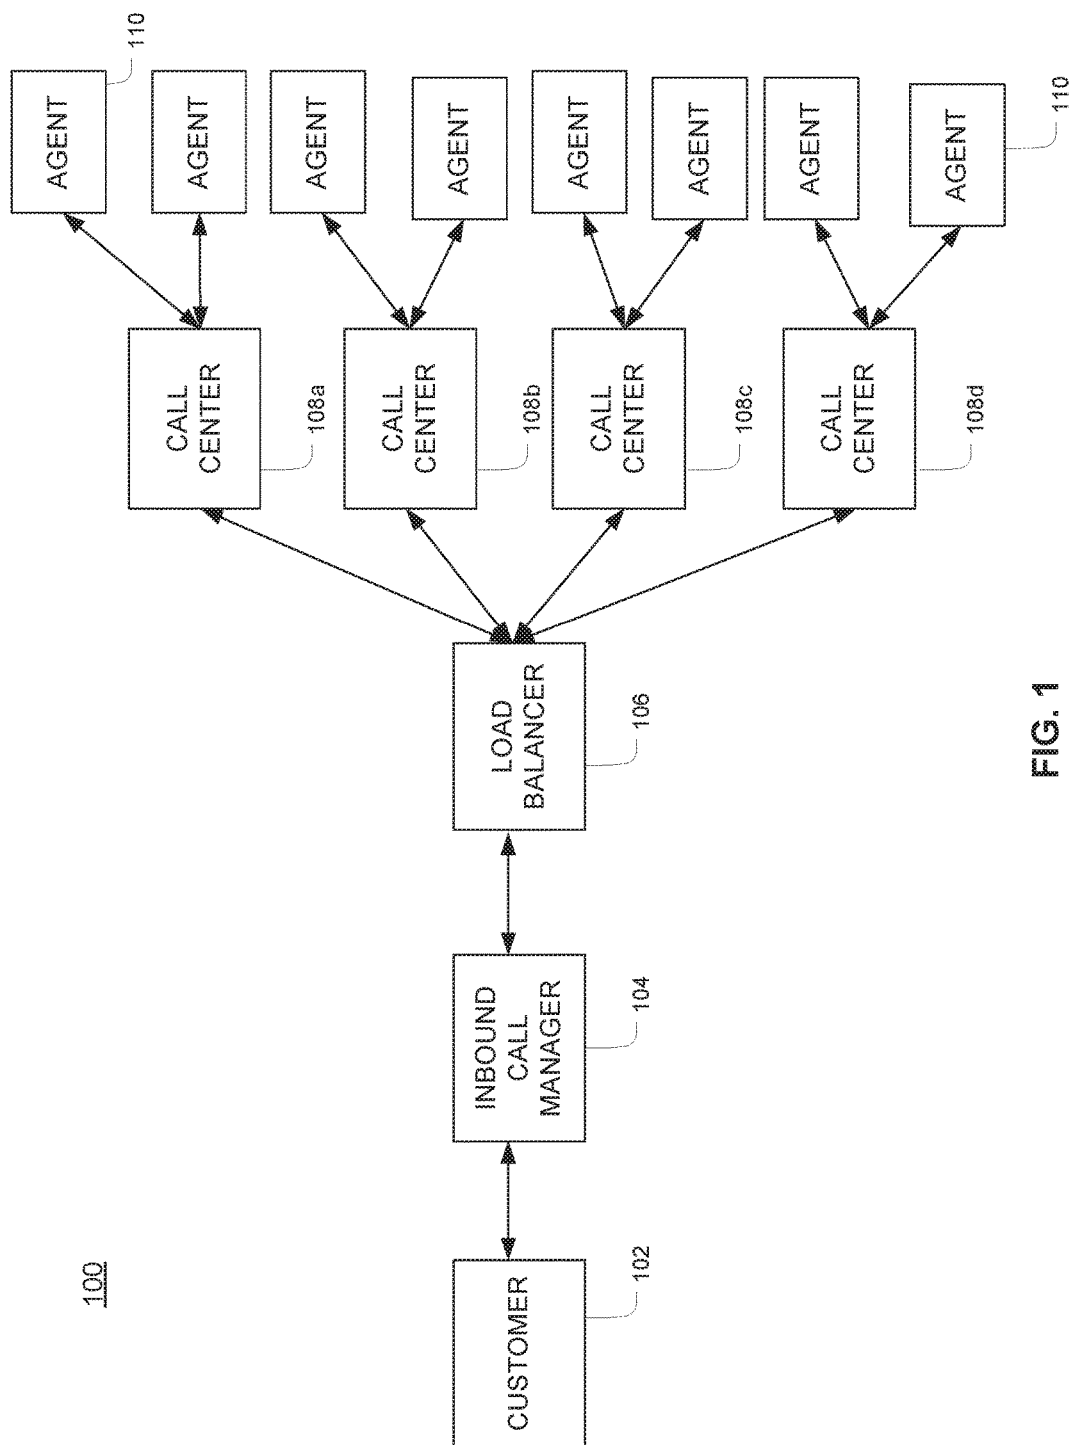 100
CUSTOMER
102
INBOUND
CALL
MANAGER
104
LOAD
BALANCER
106
CALL
CENTER
108a
CALL
CENTER
108b
CALL
CENTER
108c
CALL
CENTER
108d
AGENT
110
AGENT
AGENT
AGENT
AGENT
AGENT
AGENT
AGENT
110
FIG. 1